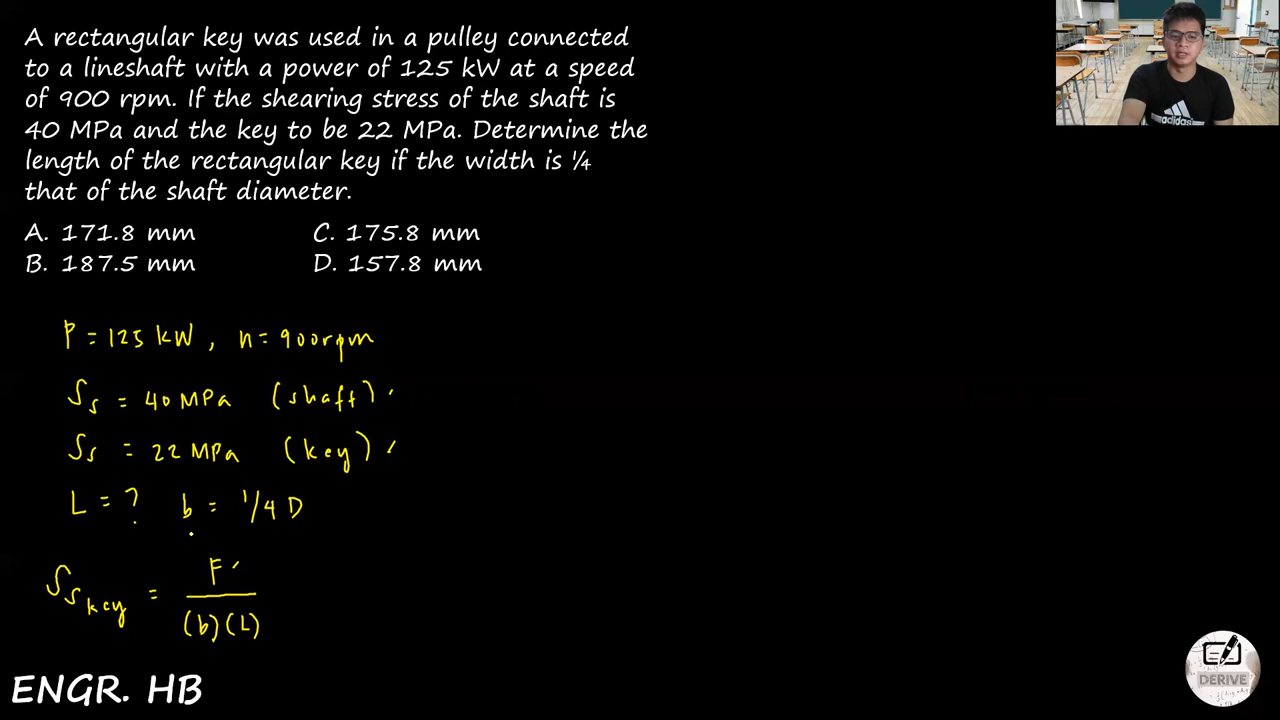 A rectangular key was used in a pulley connected
to a lineshaft with a power of 125 kW at a speed
of 900 rpm. If the shearing stress of the shaft is
40 MPa and the key to be 22 MPa. Determine the
length of the rectangular key if the width is ¼
that of the shaft diameter.
A. 171.8 mm C. 175.8 mm
B. 187.5 mm D. 157.8 mm
P = 125 kW, n = 900rpm
Ss = 40 MPa (shaft)
Ss = 22 MPa (key)
L = ? b = 1/4 D
Ss key = F / (b)(L)
ENGR. HB
adidas
DERIVE